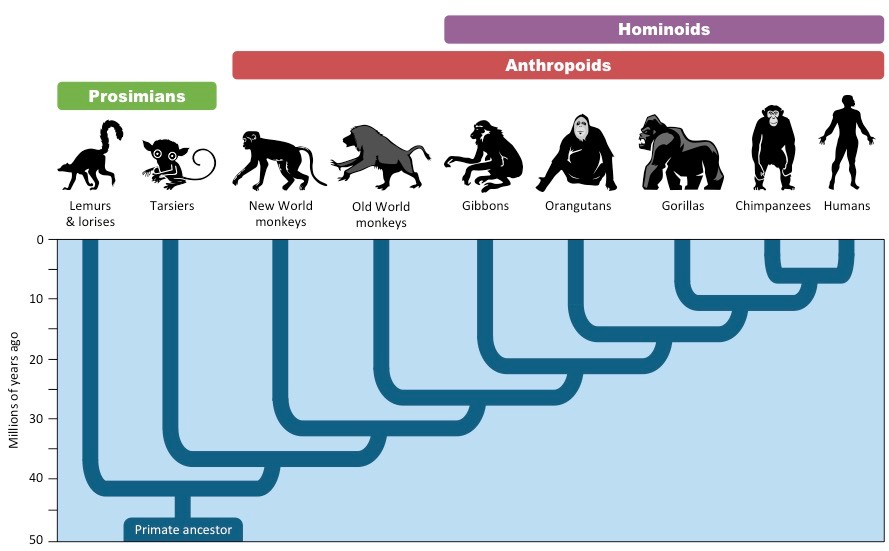 Hominoids
Anthropoids
Prosimians
Lemurs
& lorises
Tarsiers
New World
monkeys
Old World
monkeys
Gibbons
Orangutans
Gorillas
Chimpanzees
Humans
Millions of years ago
0
10
20
30
40
50
Primate ancestor